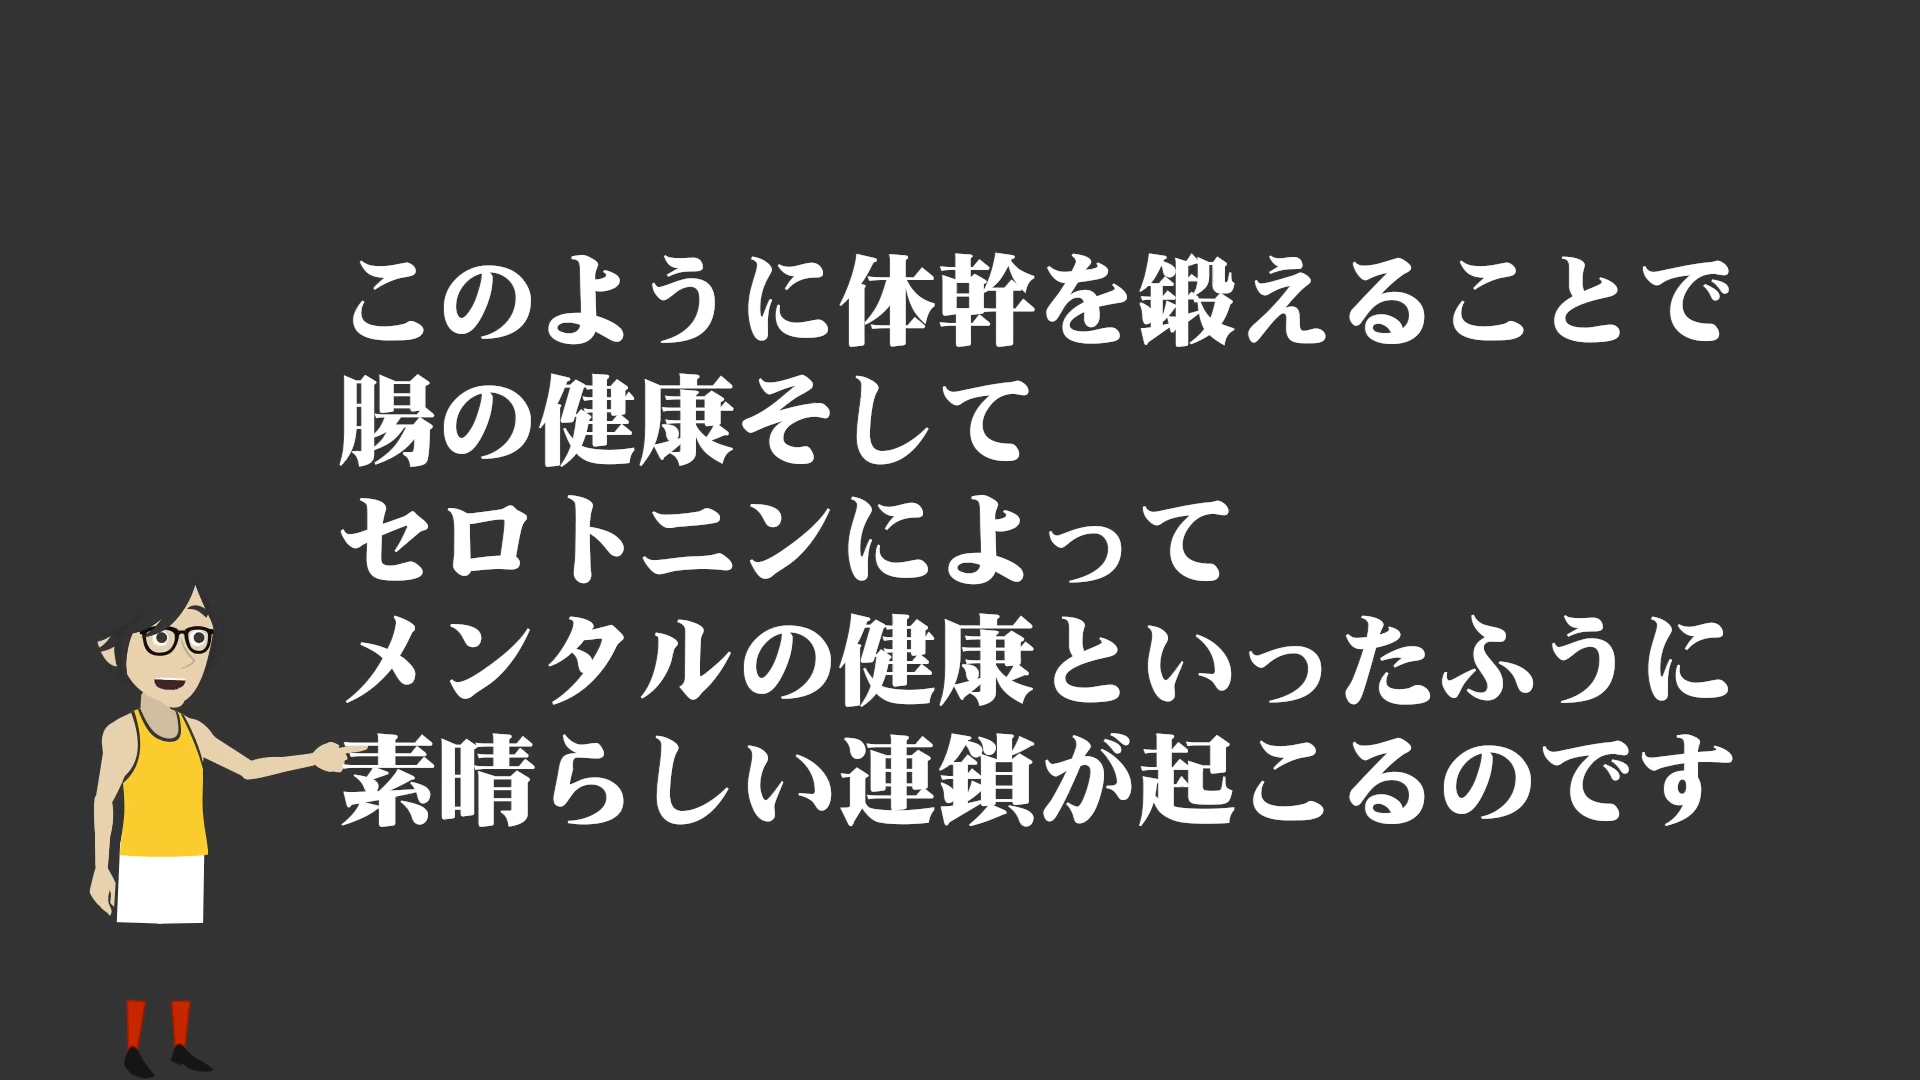 このように体幹を鍛えることで
腸の健康そして
セロトニンによって
メンタルの健康といったふうに
素晴らしい連鎖が起こるのです